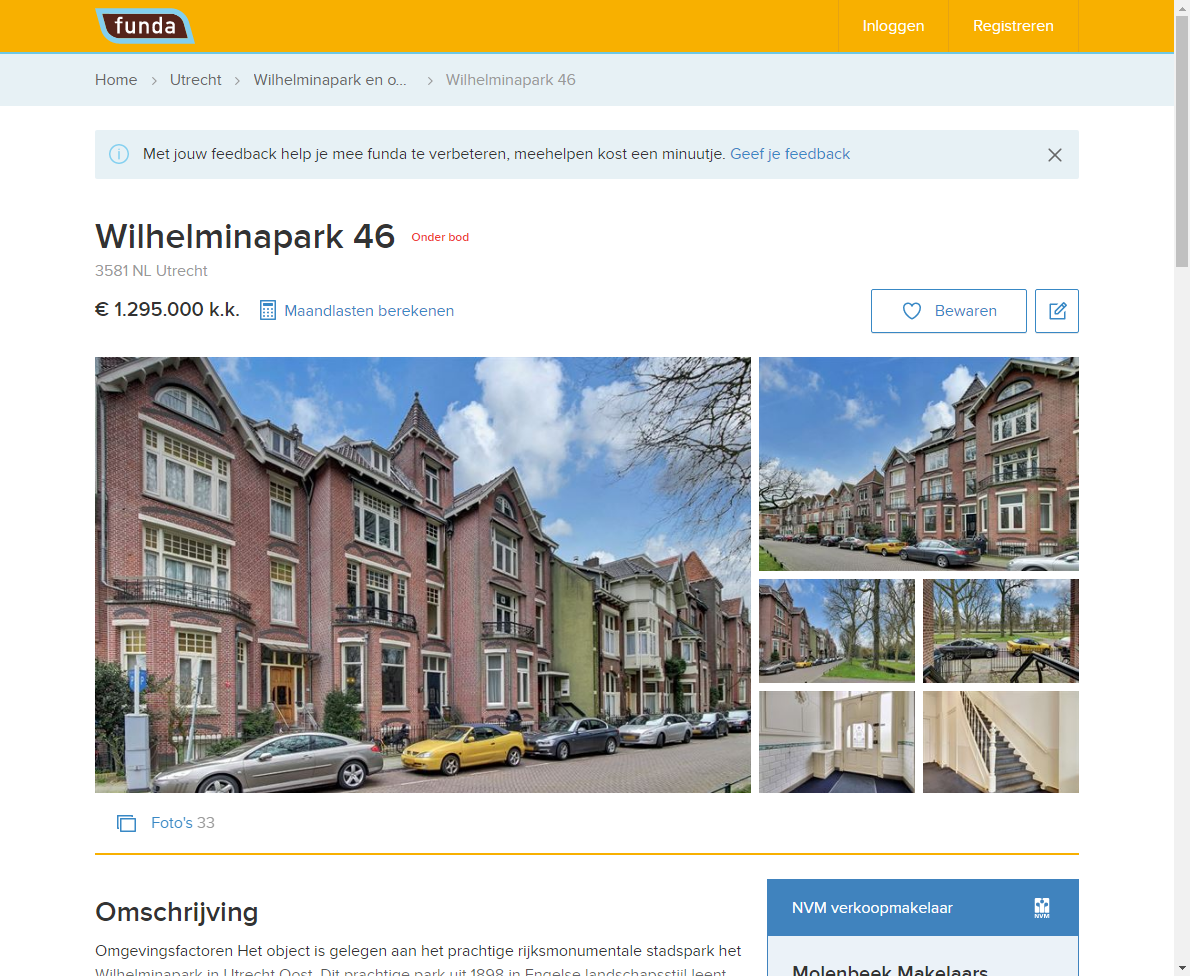 funda
Inloggen
Registreren
Home
Utrecht
Wilhelminapark en o...
Wilhelminapark 46
Met jouw feedback help je mee funda te verbeteren, meehelpen kost een minuutje. Geef je feedback
Wilhelminapark 46 Onder bod
3581 NL Utrecht
€ 1.295.000 k.k. Maandlasten berekenen
Bewaren
Foto's 33
Omschrijving
NVM verkoopmakelaar
NVM
Omgevingsfactoren Het object is gelegen aan het prachtige rijksmonumentale stadspark het
Wilhelminapark in Utrecht Oost. Dit prachtige park uit 1898 in Engelse landschapsstijl leent
Molenbeek Makelaars